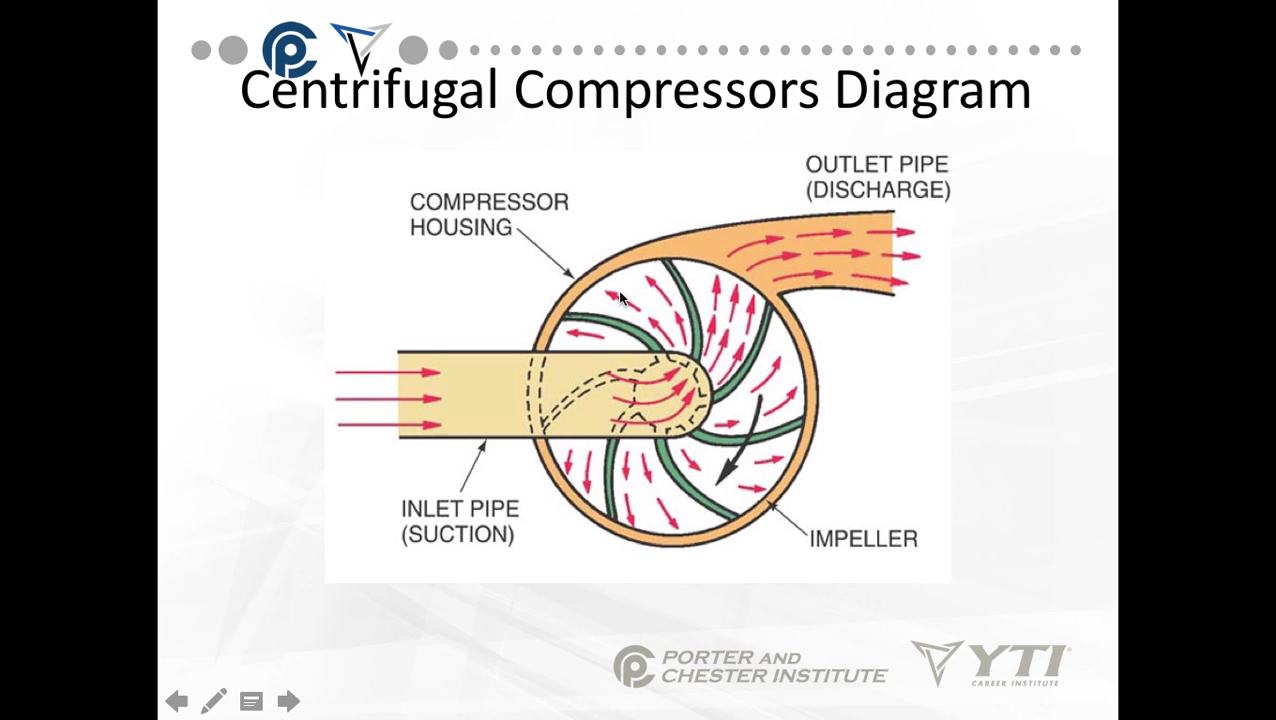 Centrifugal Compressors Diagram
OUTLET PIPE
(DISCHARGE)
COMPRESSOR
HOUSING
INLET PIPE
(SUCTION)
IMPELLER
PORTER AND
CHESTER INSTITUTE
YTI
CAREER INSTITUTE